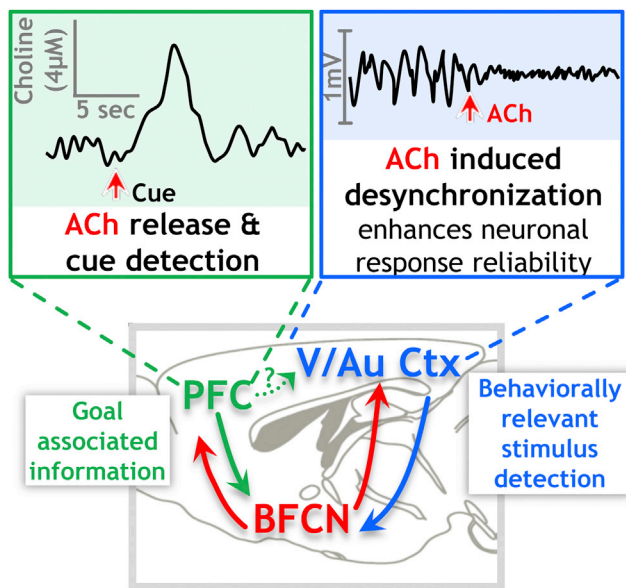 Choline
(4μM)
5 sec
Cue
ACh release &
cue detection
1mV
ACh
ACh induced
desynchronization
enhances neuronal
response reliability
V/Au Ctx
?
PFC
Goal
associated
information
Behaviorally
relevant
stimulus
detection
BFCN